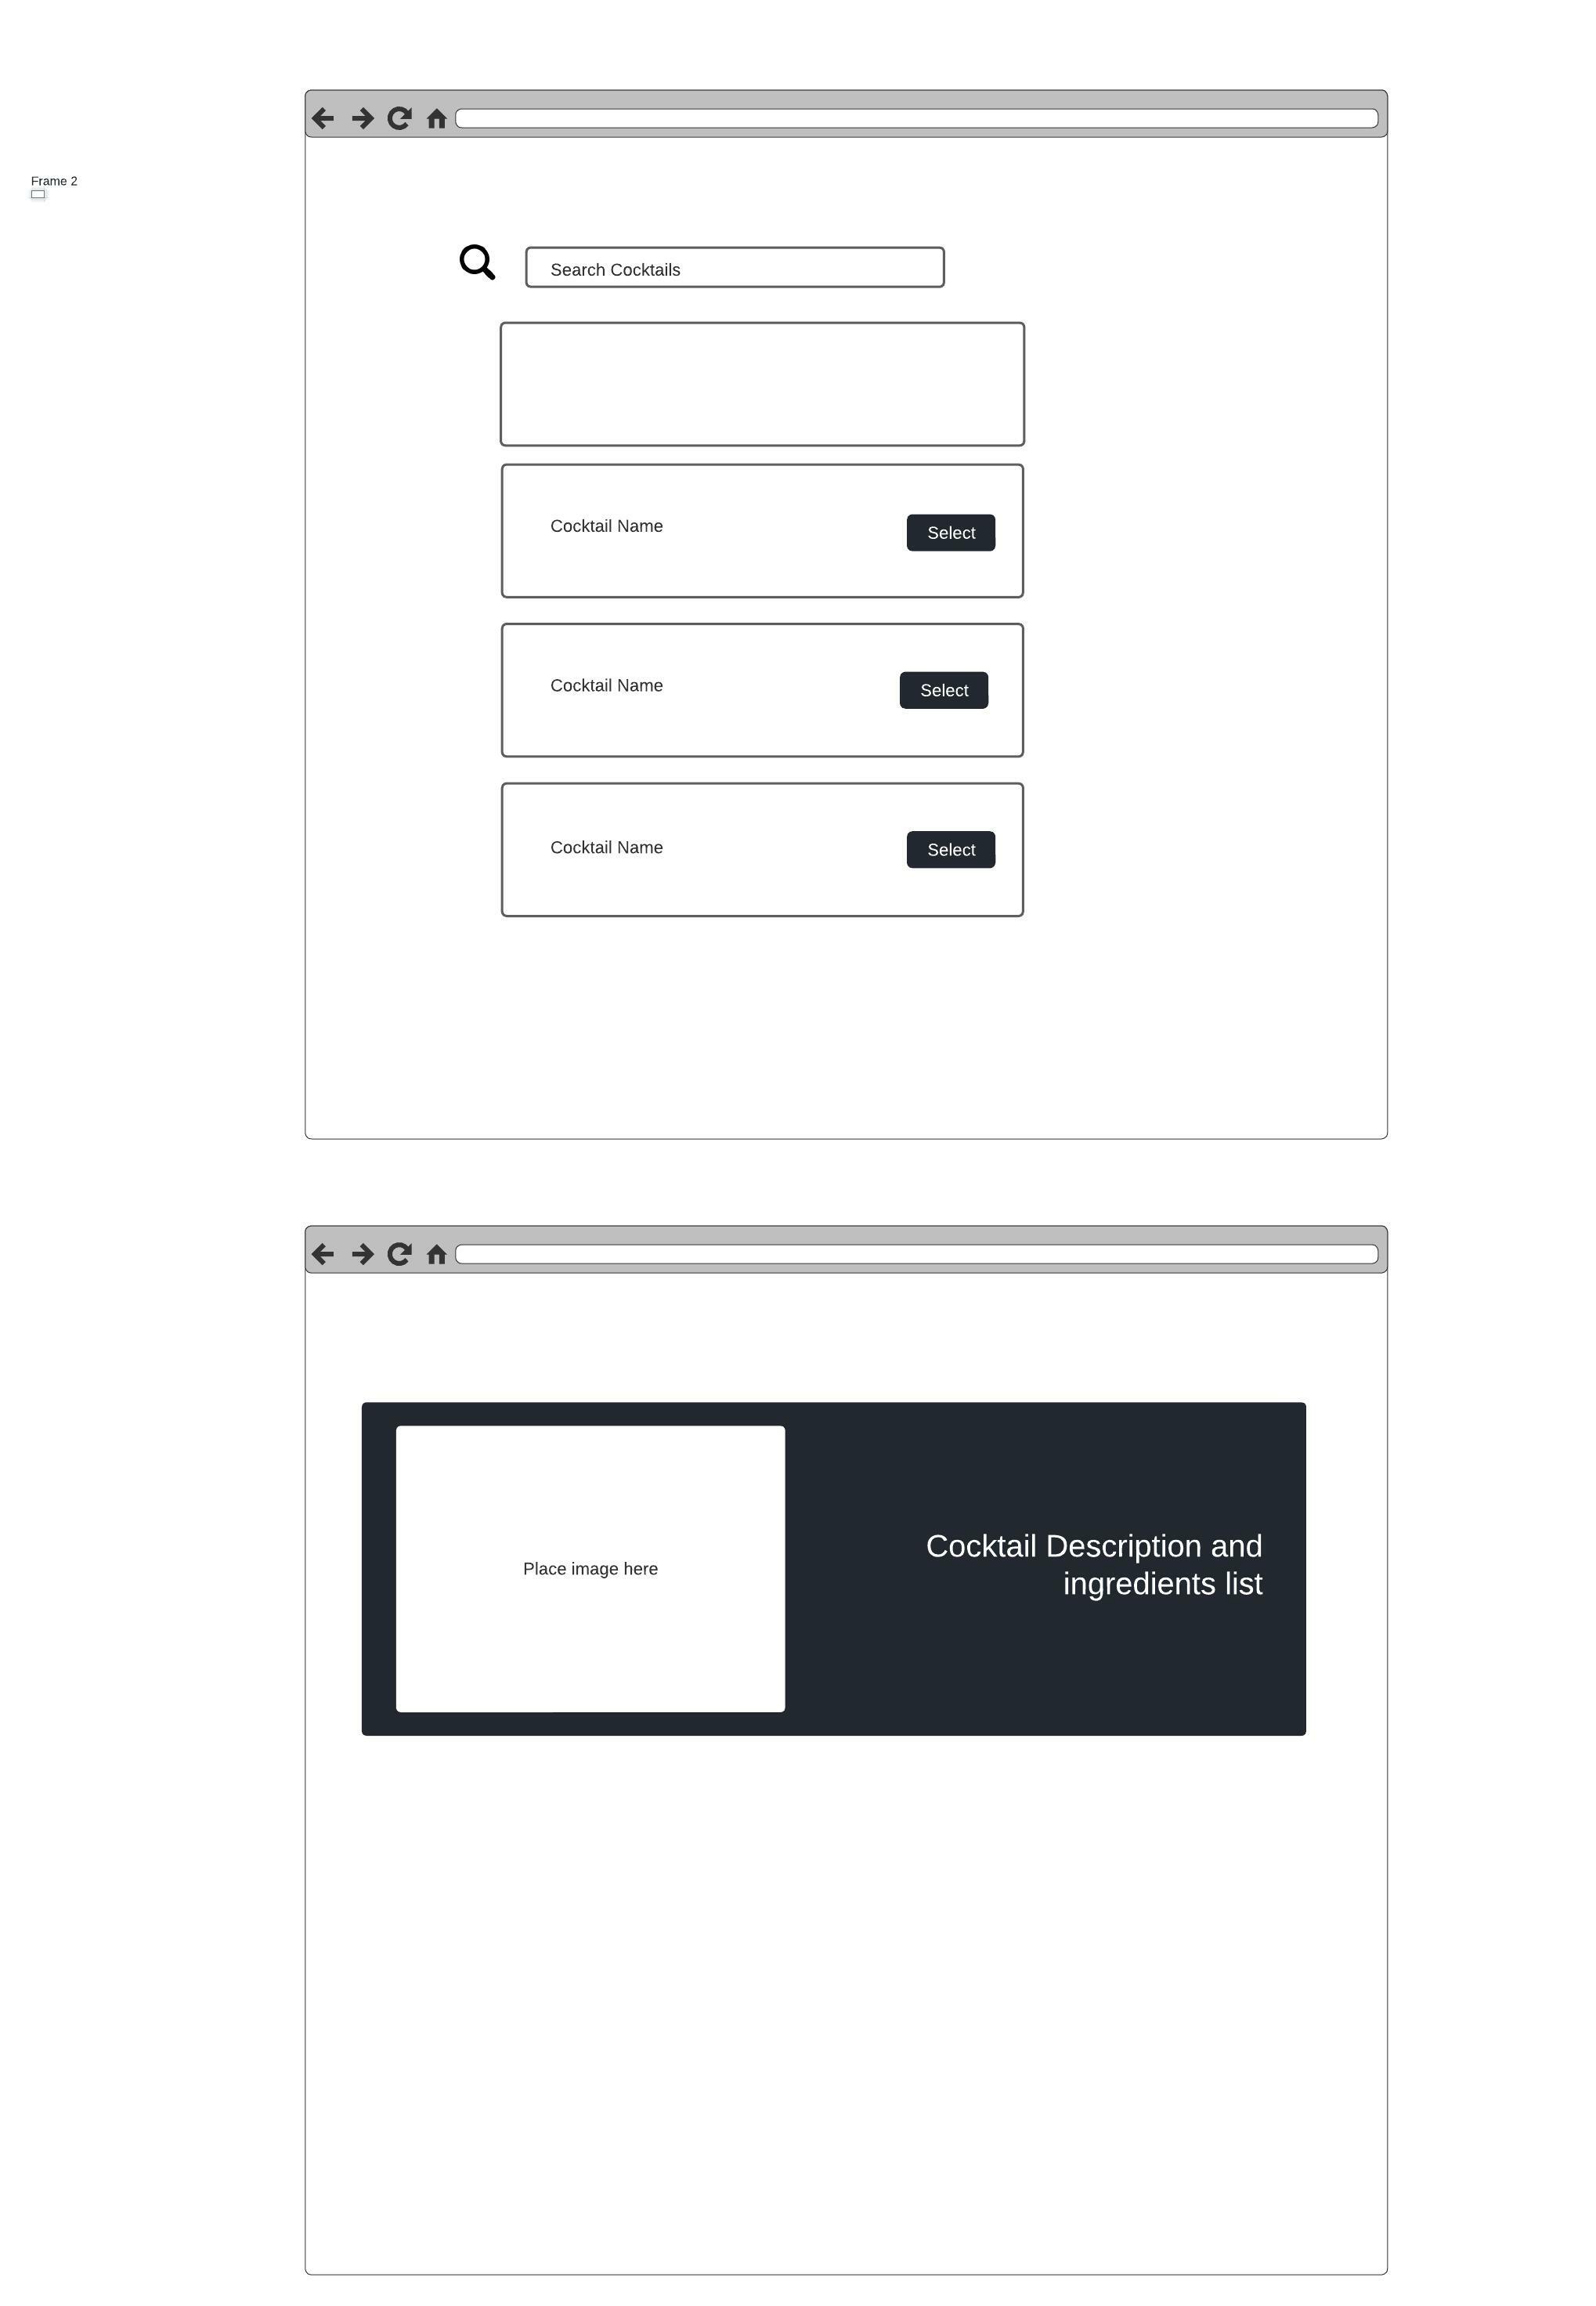 Frame 2
Search Cocktails
Cocktail Name
Select
Cocktail Name
Select
Cocktail Name
Select
Place image here
Cocktail Description and
ingredients list